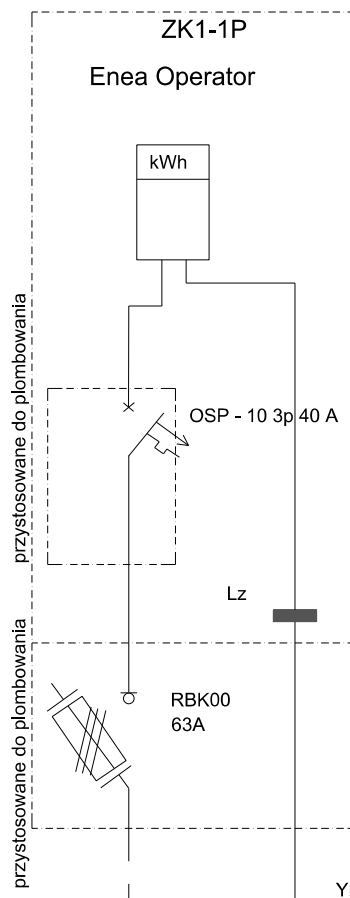 ZK1-1P
Enea Operator
kWh
przystosowane do plombowania
OSP - 10 3p 40 A
Lz
przystosowane do plombowania
RBK00
63A
Y